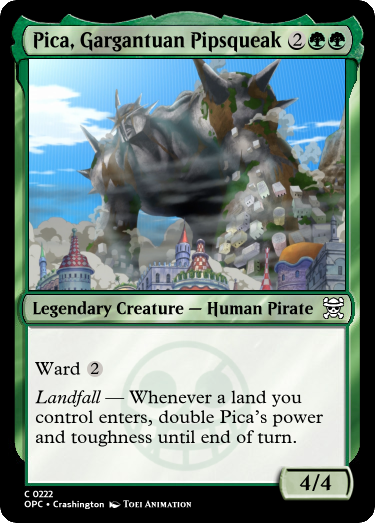 Pica, Gargantuan Pipsqueak 2
Legendary Creature — Human Pirate
Ward 2
Landfall — Whenever a land you
control enters, double Pica's power
and toughness until end of turn.
4/4
C 0222
OPC • Crashington Toei Animation